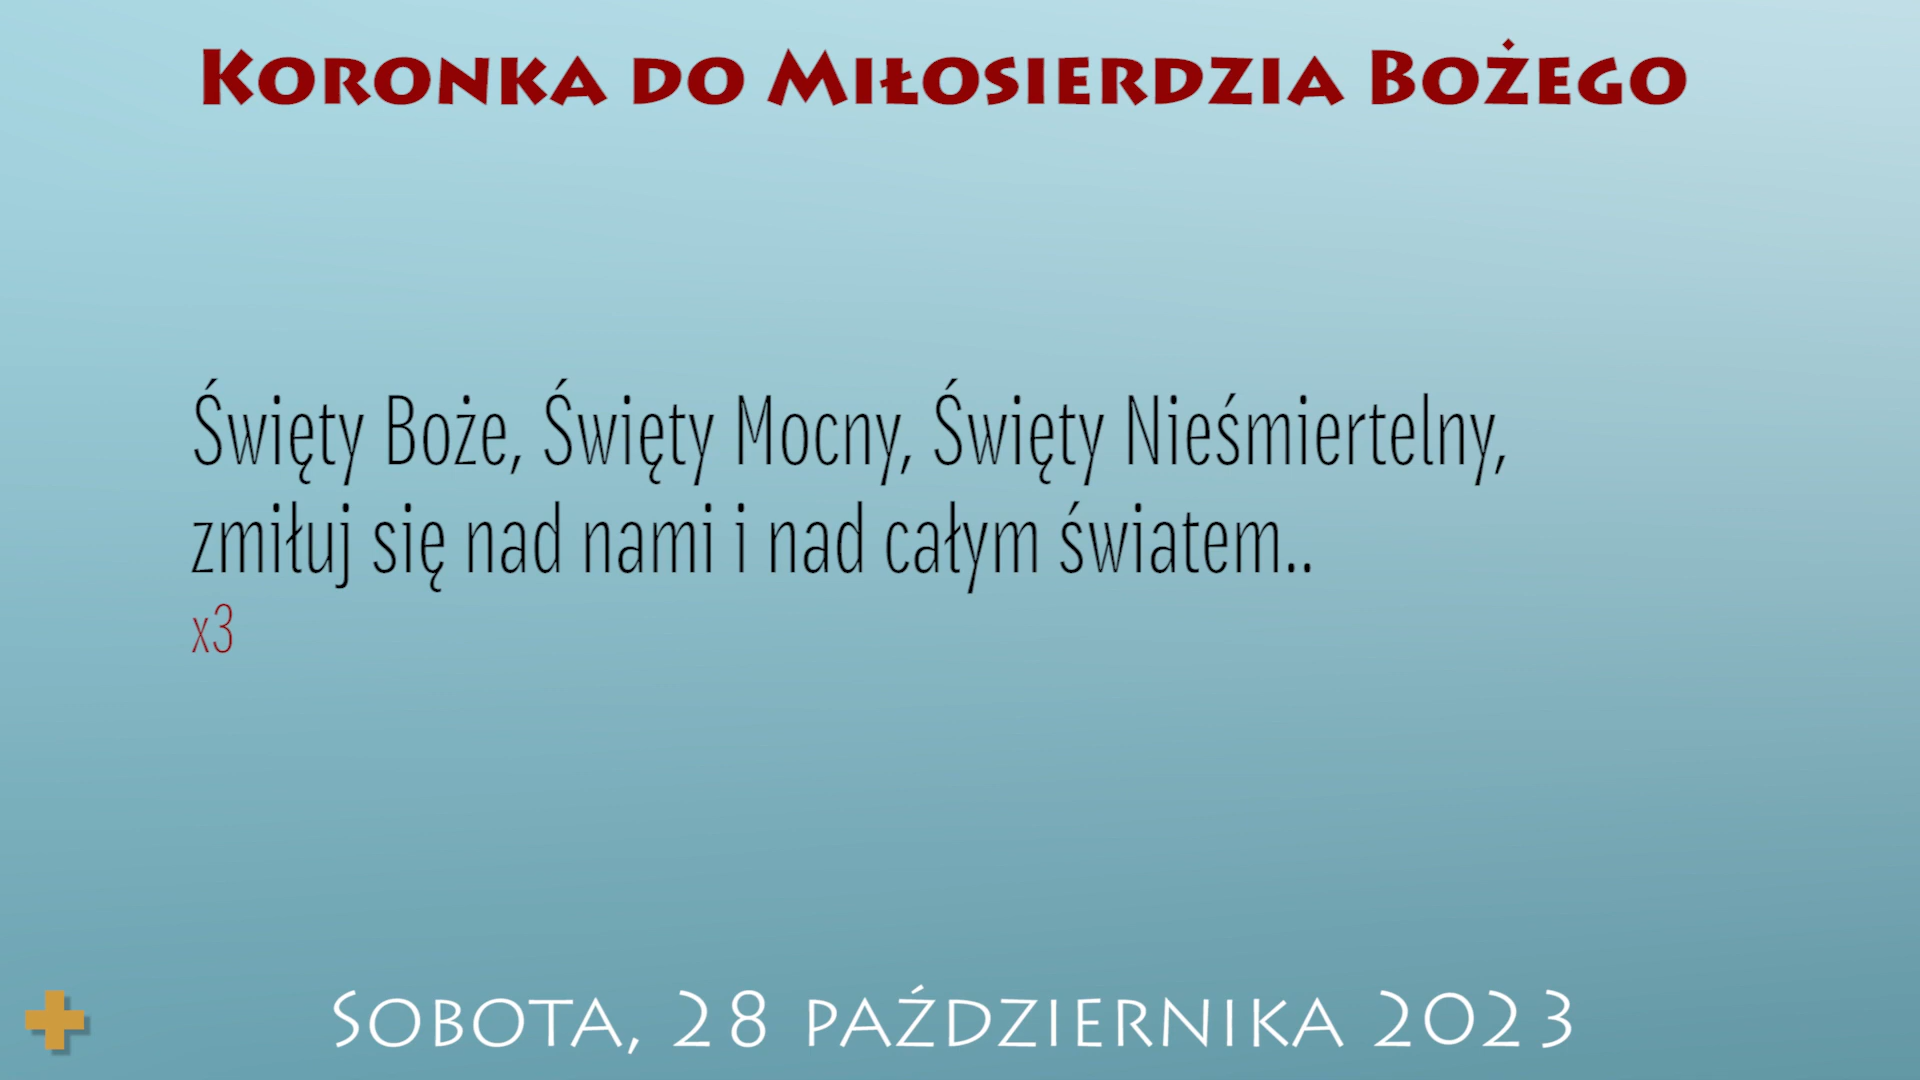 Koronka do Miłosierdzia Bożego
Święty Boże, Święty Mocny, Święty Nieśmiertelny,
zmiłuj się nad nami i nad całym światem..
x3
Sobota, 28 października 2023